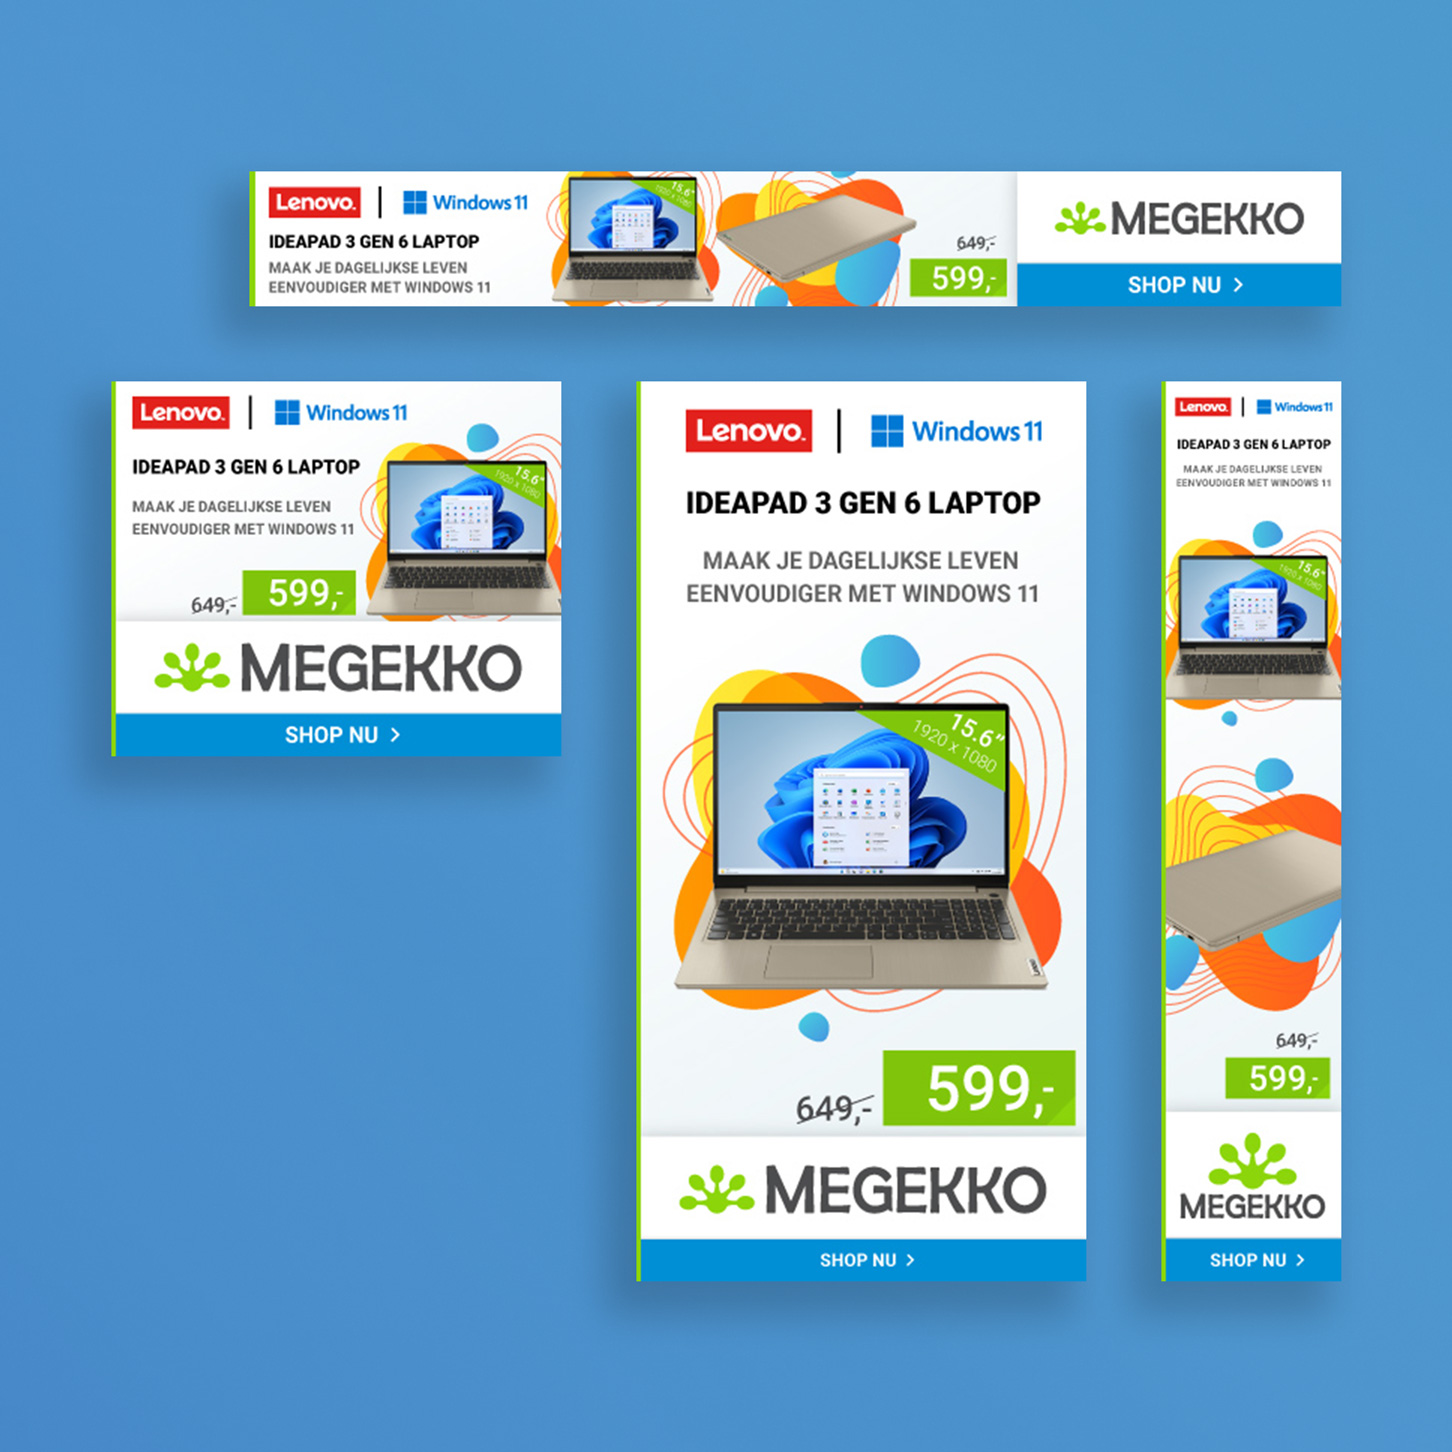 Lenovo.
Windows 11
IDEAPAD 3 GEN 6 LAPTOP
MAAK JE DAGELIJKSE LEVEN
EENVOUDIGER MET WINDOWS 11
15.6"
1920 x 1080
649,-
599,-
MEGEKKO
SHOP NU
Lenovo.
Windows 11
IDEAPAD 3 GEN 6 LAPTOP
MAAK JE DAGELIJKSE LEVEN
EENVOUDIGER MET WINDOWS 11
15.6"
1920 x 1080
649,-
599,-
MEGEKKO
SHOP NU
Lenovo.
Windows 11
IDEAPAD 3 GEN 6 LAPTOP
MAAK JE DAGELIJKSE LEVEN
EENVOUDIGER MET WINDOWS 11
15.6"
1920 x 1080
Lenovo
649,-
599,-
MEGEKKO
SHOP NU
Lenovo.
Windows 11
IDEAPAD 3 GEN 6 LAPTOP
MAAK JE DAGELIJKSE LEVEN
EENVOUDIGER MET WINDOWS 11
15.6"
1920 x 1080
649,-
599,-
MEGEKKO
SHOP NU